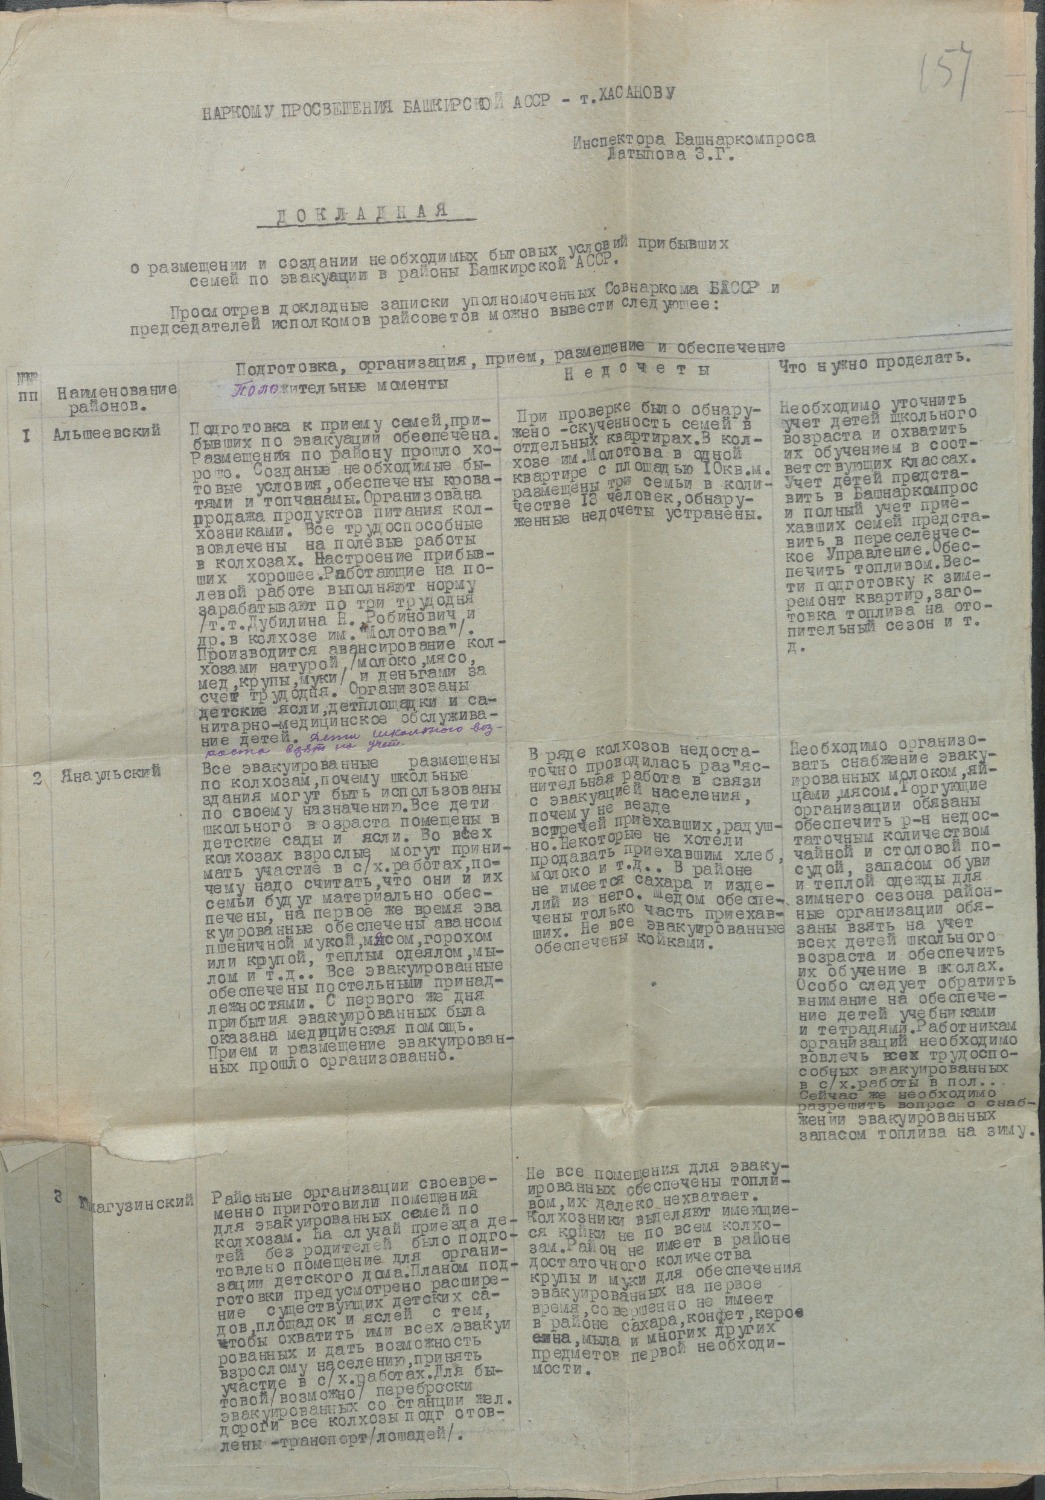 157
НАРКОМУ ПРОСВЕЩЕНИЯ БАШКИРСКОЙ АССР - т.ХАСАНОВУ
Инспектора Башнаркомпроса
Латыпова З.Г.
ДОКЛАДНАЯ
о размещении и создании необходимых бытовых условий прибывших
семей по эвакуации в районы Башкирской АССР.
Просмотрев докладные записки уполномоченных Совнаркома БАССР и
председателей исполкомов райсоветов можно вывести следующее:
№№ пп
Наименование
районов.
Подготовка, организация, прием, размещение и обеспечение
Положительные моменты
Недочеты
Что нужно проделать.
1 Альшеевский
Подготовка к приему семей,при-
бывших по эвакуации обеспечена.
Размещения по району прошло хо-
рошо. Созданые необходимые бы-
товые условия,обеспечены крова-
тями и топчанамы.Организована
продажа продуктов питания кол-
хозниками. Все трудоспособные
вовлечены на полевые работы
в колхозах. Настроение прибыв-
ших хорошее.Работающие на по-
левой работе выполняют норму
зарабатывают по три трудодня
/т.т.Дубилина Е.,Робинович и
др.в колхозе им."Молотова"/.
Производится авансирование кол-
хозами натурой,/молоко,мясо,
мед,крупы,муки/ и деньгами за
счет трудодня. Организованы
детские ясли,детплощадки и са-
нитарно-медицинское обслужива-
ние детей. Дети школьного воз-
раста взяты на учет.
При проверке было обнару-
жено -скученность семей в
отдельных квартирах.В кол-
хозе им.Молотова в одной
квартире с площадью 10кв.м.
размещены три семьи в коли-
честве 13 человек,обнару-
женные недочеты устранены.
Необходимо уточнить
учет детей школьного
возраста и охватить
их обучением в соот-
ветствующих классах.
Учет детей предста-
вить в Башнаркомпрос
и полный учет прие-
хавших семей предста-
вить в переселенчес-
кое Управление.Обес-
печить топливом.Вес-
ти подготовку к зиме-
ремонт квартир,заго-
товка топлива на ото-
пительный сезон и т.
д.
2 Янаульский
Все эвакуированные размещены
по колхозам,почему школьные
здания могут быть использованы
по своему назначению.Все дети
школьного возраста помещены в
детские сады и ясли. Во всех
колхозах взрослые могут прини-
мать участие в с/х.работах,по-
чему надо считать,что они и их
семьи будут материально обес-
печены, на первое же время эва
куированные обеспечены авансом
пшеничной мукой,мясом,горохом
или крупой, теплым одеялом,мы-
лом и т.д.. Все эвакуированные
обеспечены постельными принад-
лежностями. С первого же дня
прибытия эвакуированных была
оказана медицинская помощь.
Прием и размещение эвакуирован-
ных прошло организованно.
В ряде колхозов недоста-
точно проводилась раз"яс-
нительная работа в связи
с эвакуацией населения,
почему не везде
встречей приехавших,радуш-
но.Некоторые не хотели
продавать приехавшим хлеб,
молоко и т.д.. В районе
не имеется сахара и изде-
лий из него. Медом обеспе-
чены только часть приехав-
ших. Не все эвакуированные
обеспечены койками.
Необходимо организо-
вать снабжение эваку-
ированных молоком,яй-
цами,мясом.Торгующие
организации обязаны
обеспечить р-н недос-
таточным количеством
чайной и столовой по-
судой, запасом обуви
и теплой одежды для
зимнего сезона район-
ные организации обя-
заны взять на учет
всех детей школьного
возраста и обеспечить
их обучение в школах.
Особо следует обратить
внимание на обеспече-
ние детей учебниками
и тетрадями.Работникам
организаций необходимо
вовлечь всех трудоспо-
собных эвакуированных
в с/х.работы в пол...
Сейчас же необходимо
разрешить вопрос о снаб-
жении эвакуированных
запасом топлива на зиму.
3 Юмагузинский
Районные организации своевре-
менно приготовили помещения
для эвакуированных семей по
колхозам. На случай приезда де-
тей без родителей было подго-
товлено помещение для органи-
зации детского дома.Планом под-
готовки предусмотрено расшире-
ние существующих детских са-
дов,площадок и яслей с тем,
чтобы охватить ими всех эвакуи
рованных и дать возможность
взрослому населению,принять
участие в с/х.работах.Для бы-
товой/возможно/ переброски
эвакуированных со станции жел.
дороги все колхозы подготов-
лены -транспорт/лошадей/.
Не все помещения для эваку-
ированных обеспечены топли-
вом,их далеко нехватает.
Колхозники выделяют имеющие-
ся койки не по всем колхо-
зам.Район не имеет в районе
достаточного количества
крупы и муки для обеспечения
эвакуированных на первое
время,совершенно не имеет
в районе сахара,конфет,керо
сина,мыла и многих других
предметов первой необходи-
мости.